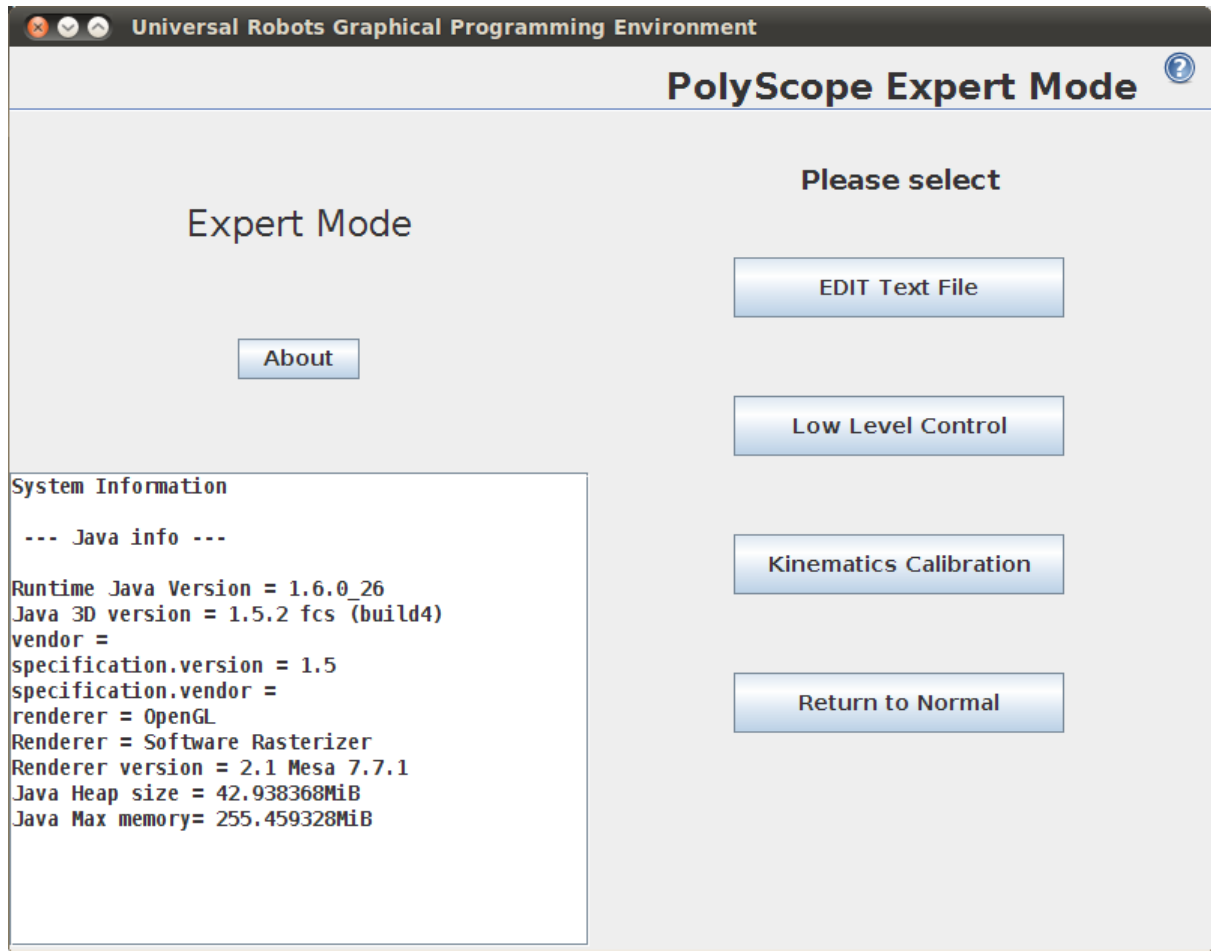 Universal Robots Graphical Programming Environment
PolyScope Expert Mode
?
Expert Mode
About
System Information
--- Java info ---
Runtime Java Version = 1.6.0_26
Java 3D version = 1.5.2 fcs (build4)
vendor =
specification.version = 1.5
specification.vendor =
renderer = OpenGL
Renderer = Software Rasterizer
Renderer version = 2.1 Mesa 7.7.1
Java Heap size = 42.938368MiB
Java Max memory= 255.459328MiB
Please select
EDIT Text File
Low Level Control
Kinematics Calibration
Return to Normal